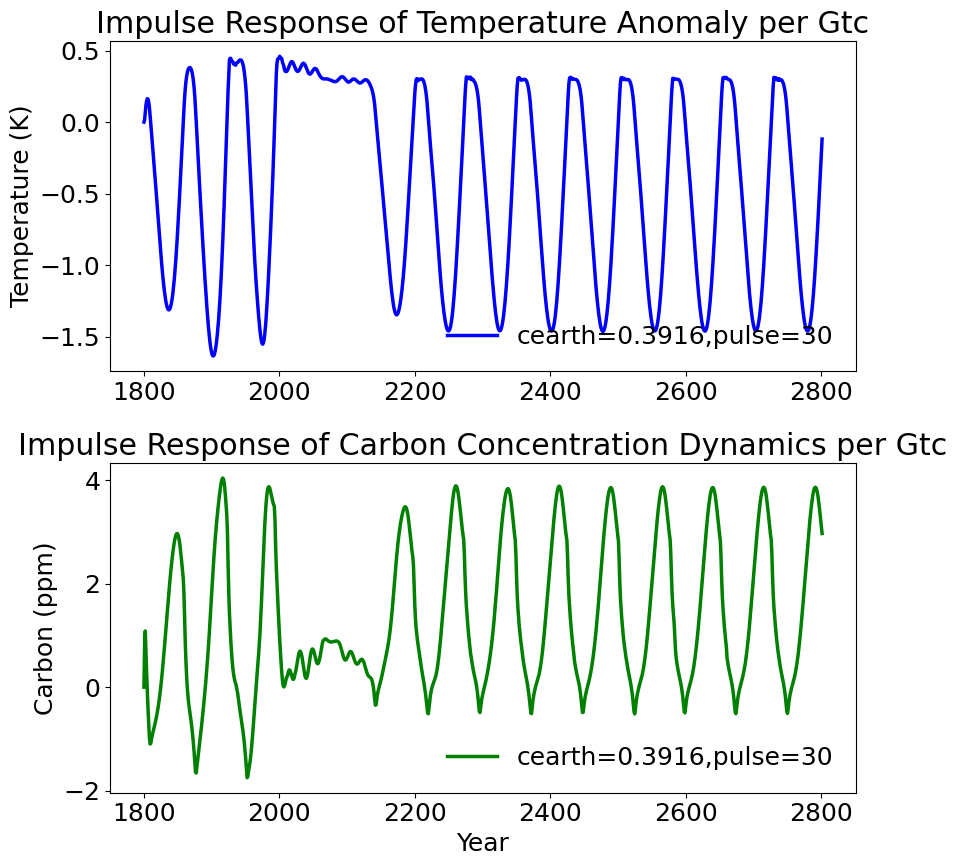 Impulse Response of Temperature Anomaly per Gtc
Temperature (K)
0.5
0.0
−0.5
−1.0
−1.5
cearth=0.3916,pulse=30
1800 2000 2200 2400 2600 2800
Impulse Response of Carbon Concentration Dynamics per Gtc
Carbon (ppm)
4
2
0
−2
cearth=0.3916,pulse=30
1800 2000 2200 2400 2600 2800
Year